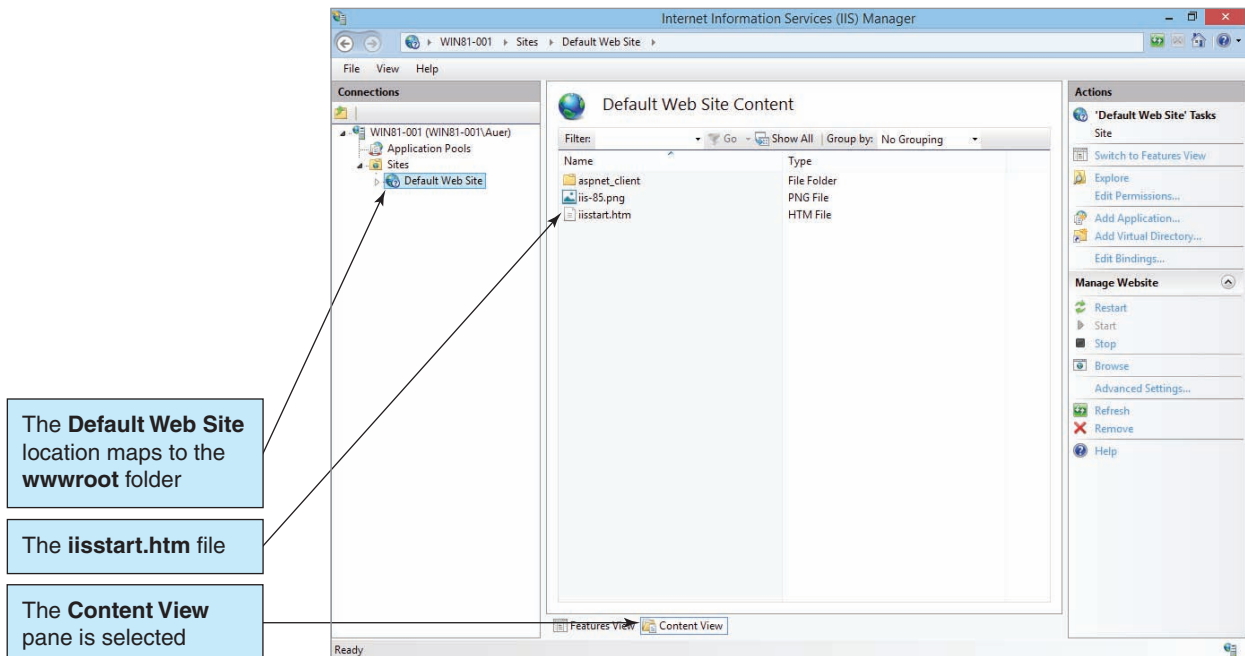 Internet Information Services (IIS) Manager
WIN81-001 Sites Default Web Site
File View Help
Connections
WIN81-001 (WIN81-001\Auer)
Application Pools
Sites
Default Web Site
Default Web Site Content
Filter: Go Show All Group by: No Grouping
Name Type
aspnet_client File Folder
iis-85.png PNG File
iisstart.htm HTM File
Features View Content View
Ready
Actions
'Default Web Site' Tasks
Site
Switch to Features View
Explore
Edit Permissions...
Add Application...
Add Virtual Directory...
Edit Bindings...
Manage Website
Restart
Start
Stop
Browse
Advanced Settings...
Refresh
Remove
Help
The Default Web Site
location maps to the
wwwroot folder
The iisstart.htm file
The Content View
pane is selected